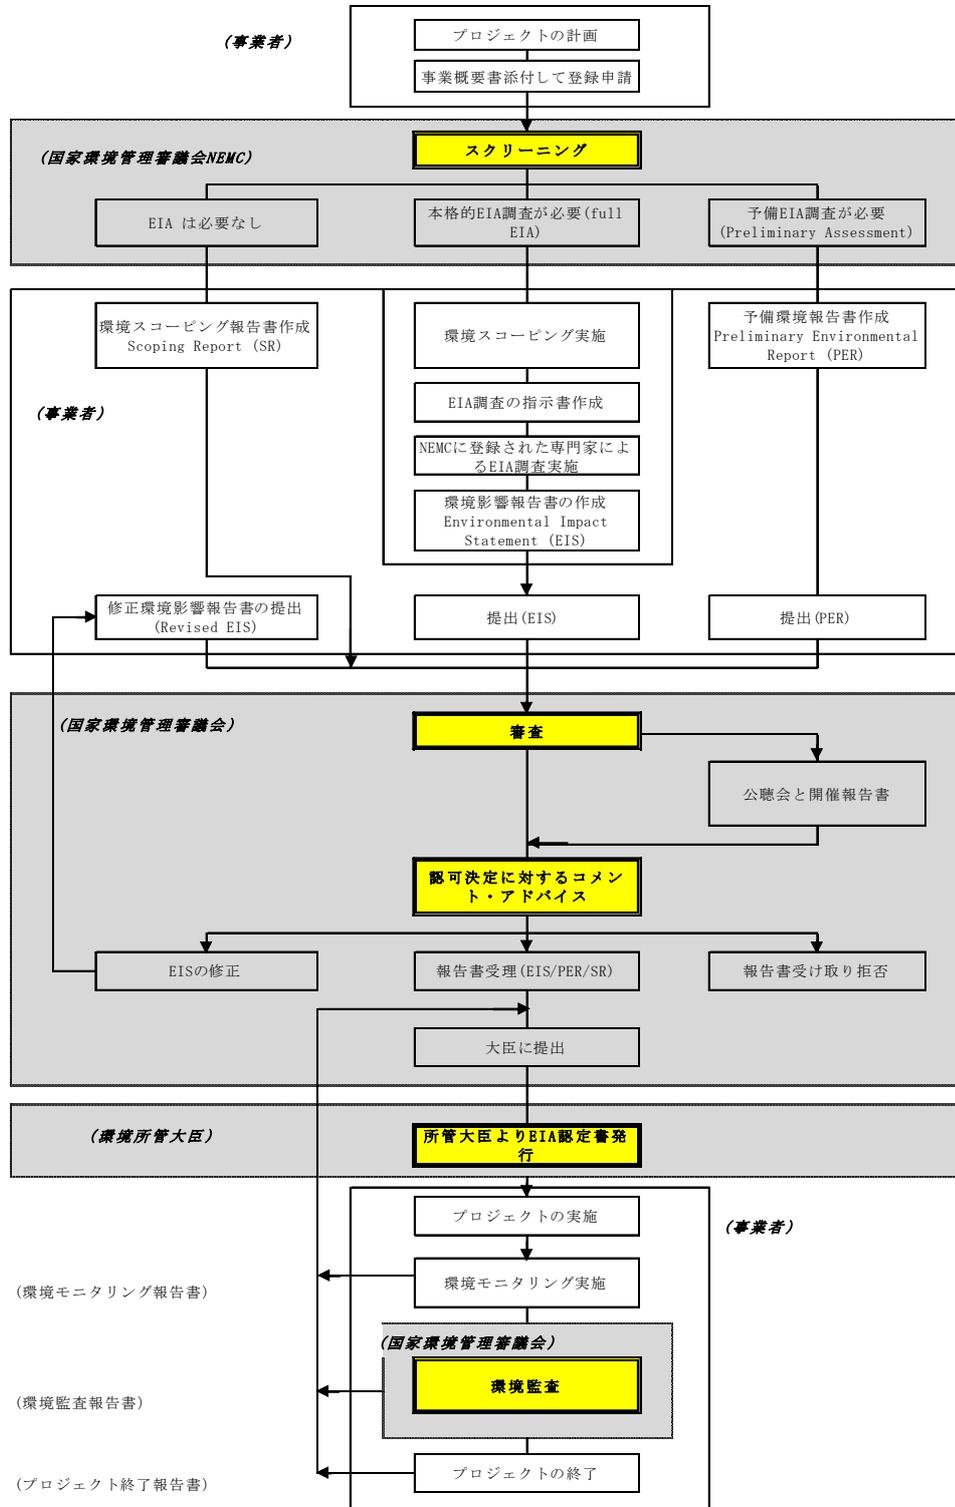 (事業者)
プロジェクトの計画
事業概要書添付して登録申請
(国家環境管理審議会NEMC)
スクリーニング
EIA は必要なし
本格的EIA調査が必要(full
EIA)
予備EIA調査が必要
(Preliminary Assessment)
環境スコーピング報告書作成
Scoping Report (SR)
環境スコーピング実施
予備環境報告書作成
Preliminary Environmental
Report (PER)
(事業者)
EIA調査の指示書作成
NEMCに登録された専門家によ
るEIA調査実施
環境影響報告書の作成
Environmental Impact
Statement (EIS)
修正環境影響報告書の提出
(Revised EIS)
提出(EIS)
提出(PER)
(国家環境管理審議会)
審査
公聴会と開催報告書
認可決定に対するコメン
ト・アドバイス
EISの修正
報告書受理(EIS/PER/SR)
報告書受け取り拒否
大臣に提出
(環境所管大臣)
所管大臣よりEIA認定書発
行
プロジェクトの実施
(事業者)
環境モニタリング実施
(環境モニタリング報告書)
(国家環境管理審議会)
環境監査
(環境監査報告書)
プロジェクトの終了
(プロジェクト終了報告書)